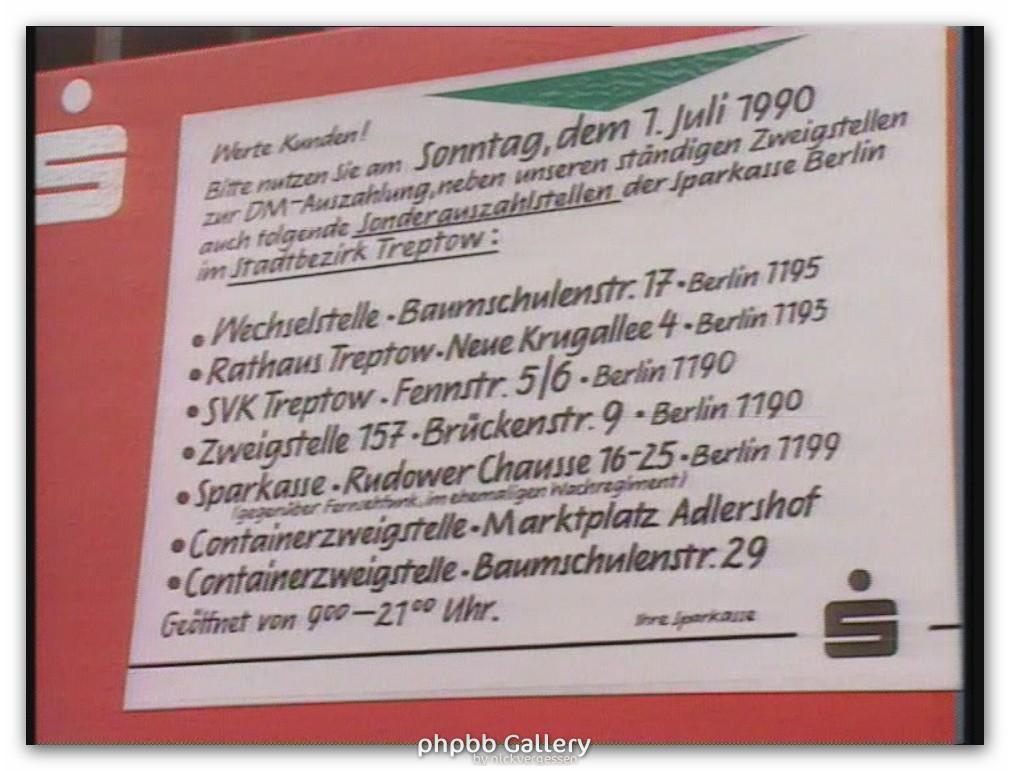 Werte Kunden!
Bitte nutzen Sie am Sonntag, dem 1. Juli 1990
zur DM-Auszahlung, neben unseren ständigen Zweigstellen
auch folgende Sonderauszahlstellen der Sparkasse Berlin
im Stadtbezirk Treptow:
• Wechselstelle • Baumschulenstr. 17 • Berlin 1195
• Rathaus Treptow • Neue Krugallee 4 • Berlin 1193
• SVK Treptow • Fennstr. 5/6 • Berlin 1190
• Zweigstelle 157 • Brückenstr. 9 • Berlin 1190
• Sparkasse • Rudower Chausse 16-25 • Berlin 1199
(gegenüber Fernsehfunk, im ehemaligen Wachregiment)
• Containerzweigstelle • Marktplatz Adlershof
• Containerzweigstelle • Baumschulenstr. 29
Geöffnet von 9⁰⁰ — 21⁰⁰ Uhr.
Ihre Sparkasse
phpbb Gallery
by nickvergessen